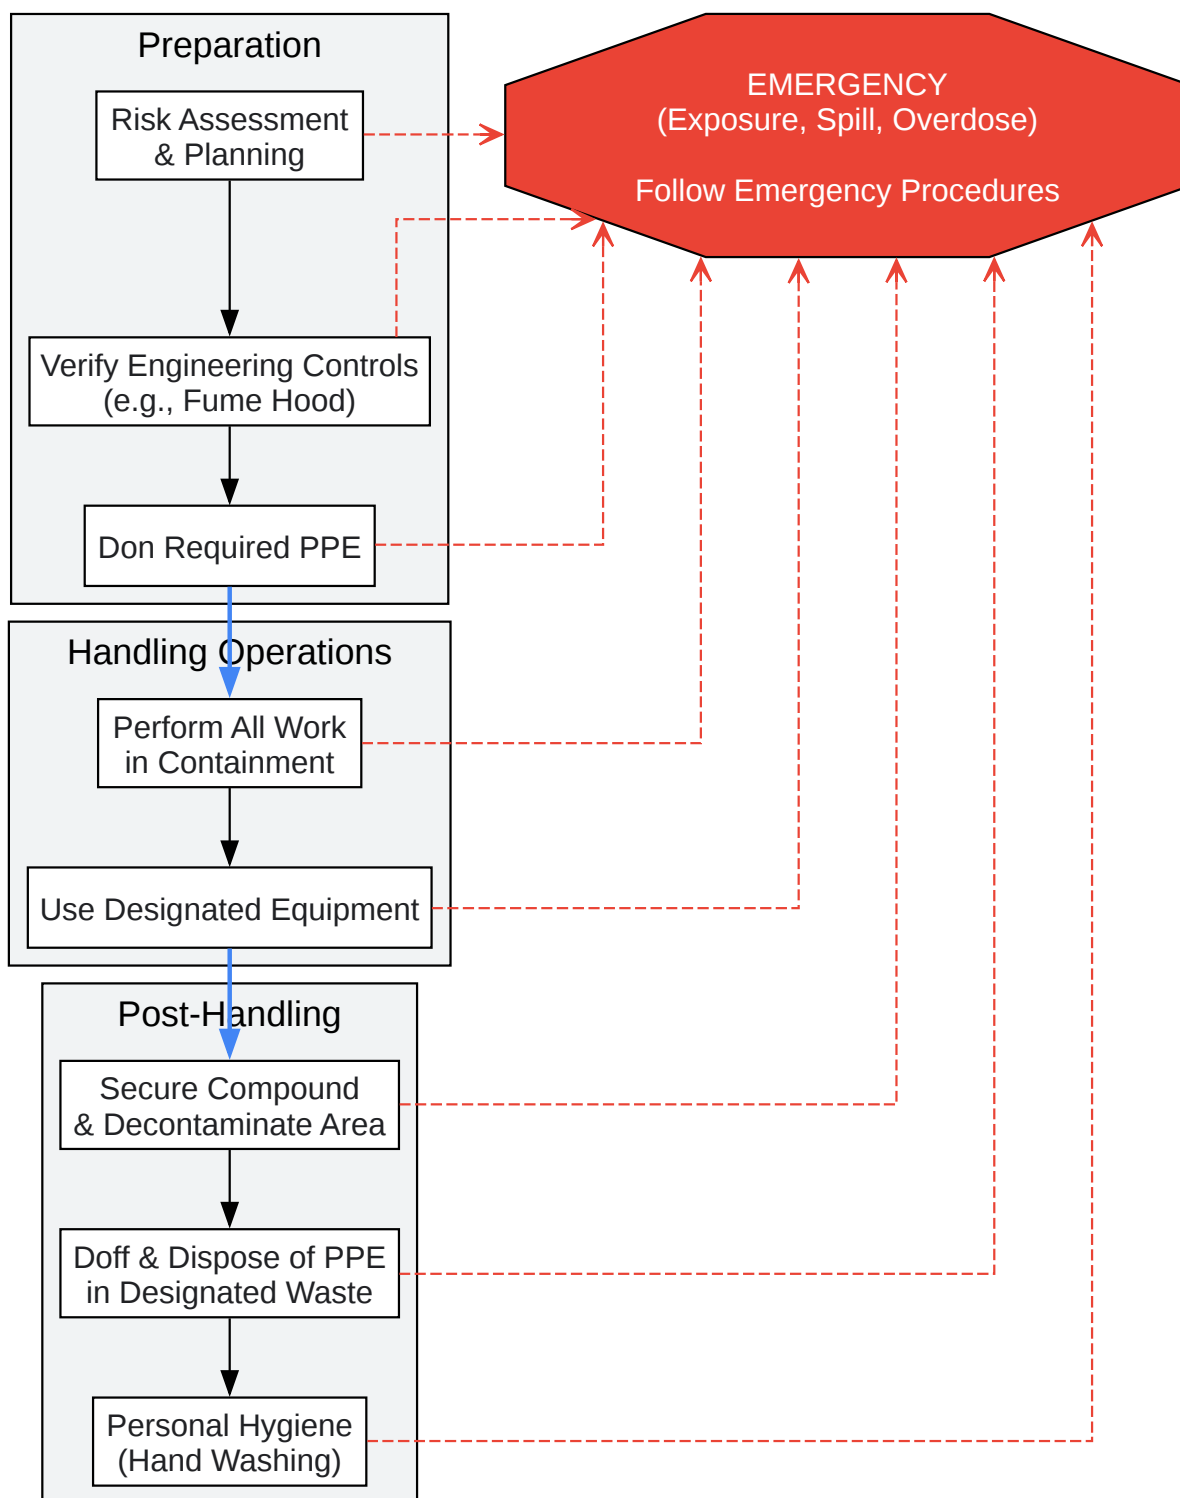 Preparation
Risk Assessment
& Planning
Verify Engineering Controls
(e.g., Fume Hood)
Don Required PPE
EMERGENCY
(Exposure, Spill, Overdose)
Follow Emergency Procedures
Handling Operations
Perform All Work
in Containment
Use Designated Equipment
Post-Handling
Secure Compound
& Decontaminate Area
Doff & Dispose of PPE
in Designated Waste
Personal Hygiene
(Hand Washing)